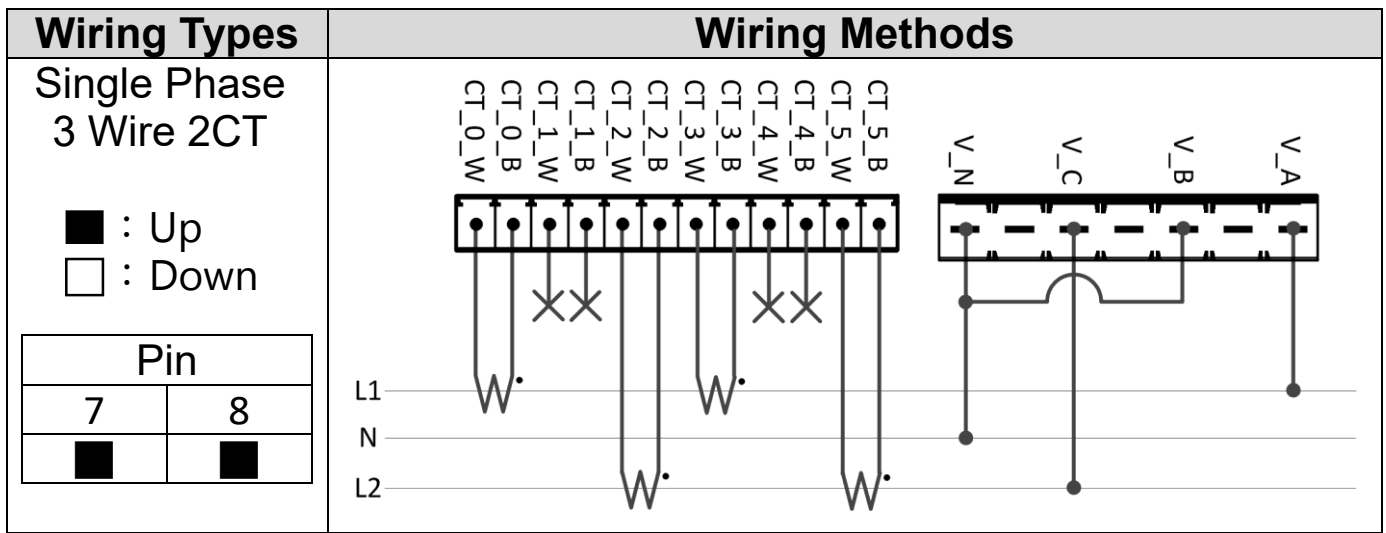 Wiring Types
Wiring Methods
Single Phase
3 Wire 2CT
■：Up
□：Down
Pin
7 8
■ ■
CT_0_W
CT_0_B
CT_1_W
CT_1_B
CT_2_W
CT_2_B
CT_3_W
CT_3_B
CT_4_W
CT_4_B
CT_5_W
CT_5_B
V_N
V_C
V_B
V_A
L1
N
L2